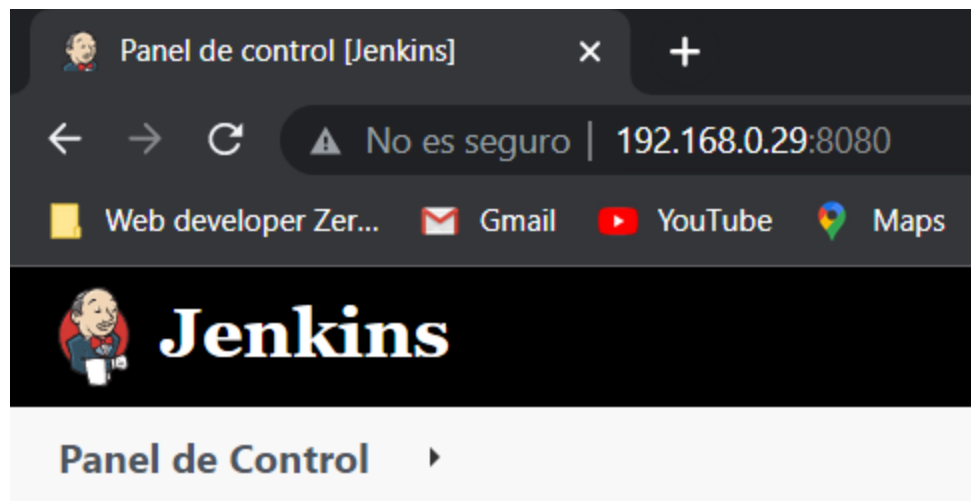 Panel de control [Jenkins]
No es seguro | 192.168.0.29:8080
Web developer Zer... Gmail YouTube Maps
Jenkins
Panel de Control